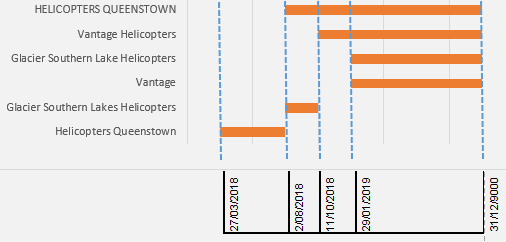 HELICOPTERS QUEENSTOWN
Vantage Helicopters
Glacier Southern Lake Helicopters
Vantage
Glacier Southern Lakes Helicopters
Helicopters Queenstown
27/03/2018
2/08/2018
11/10/2018
29/01/2019
31/12/9000